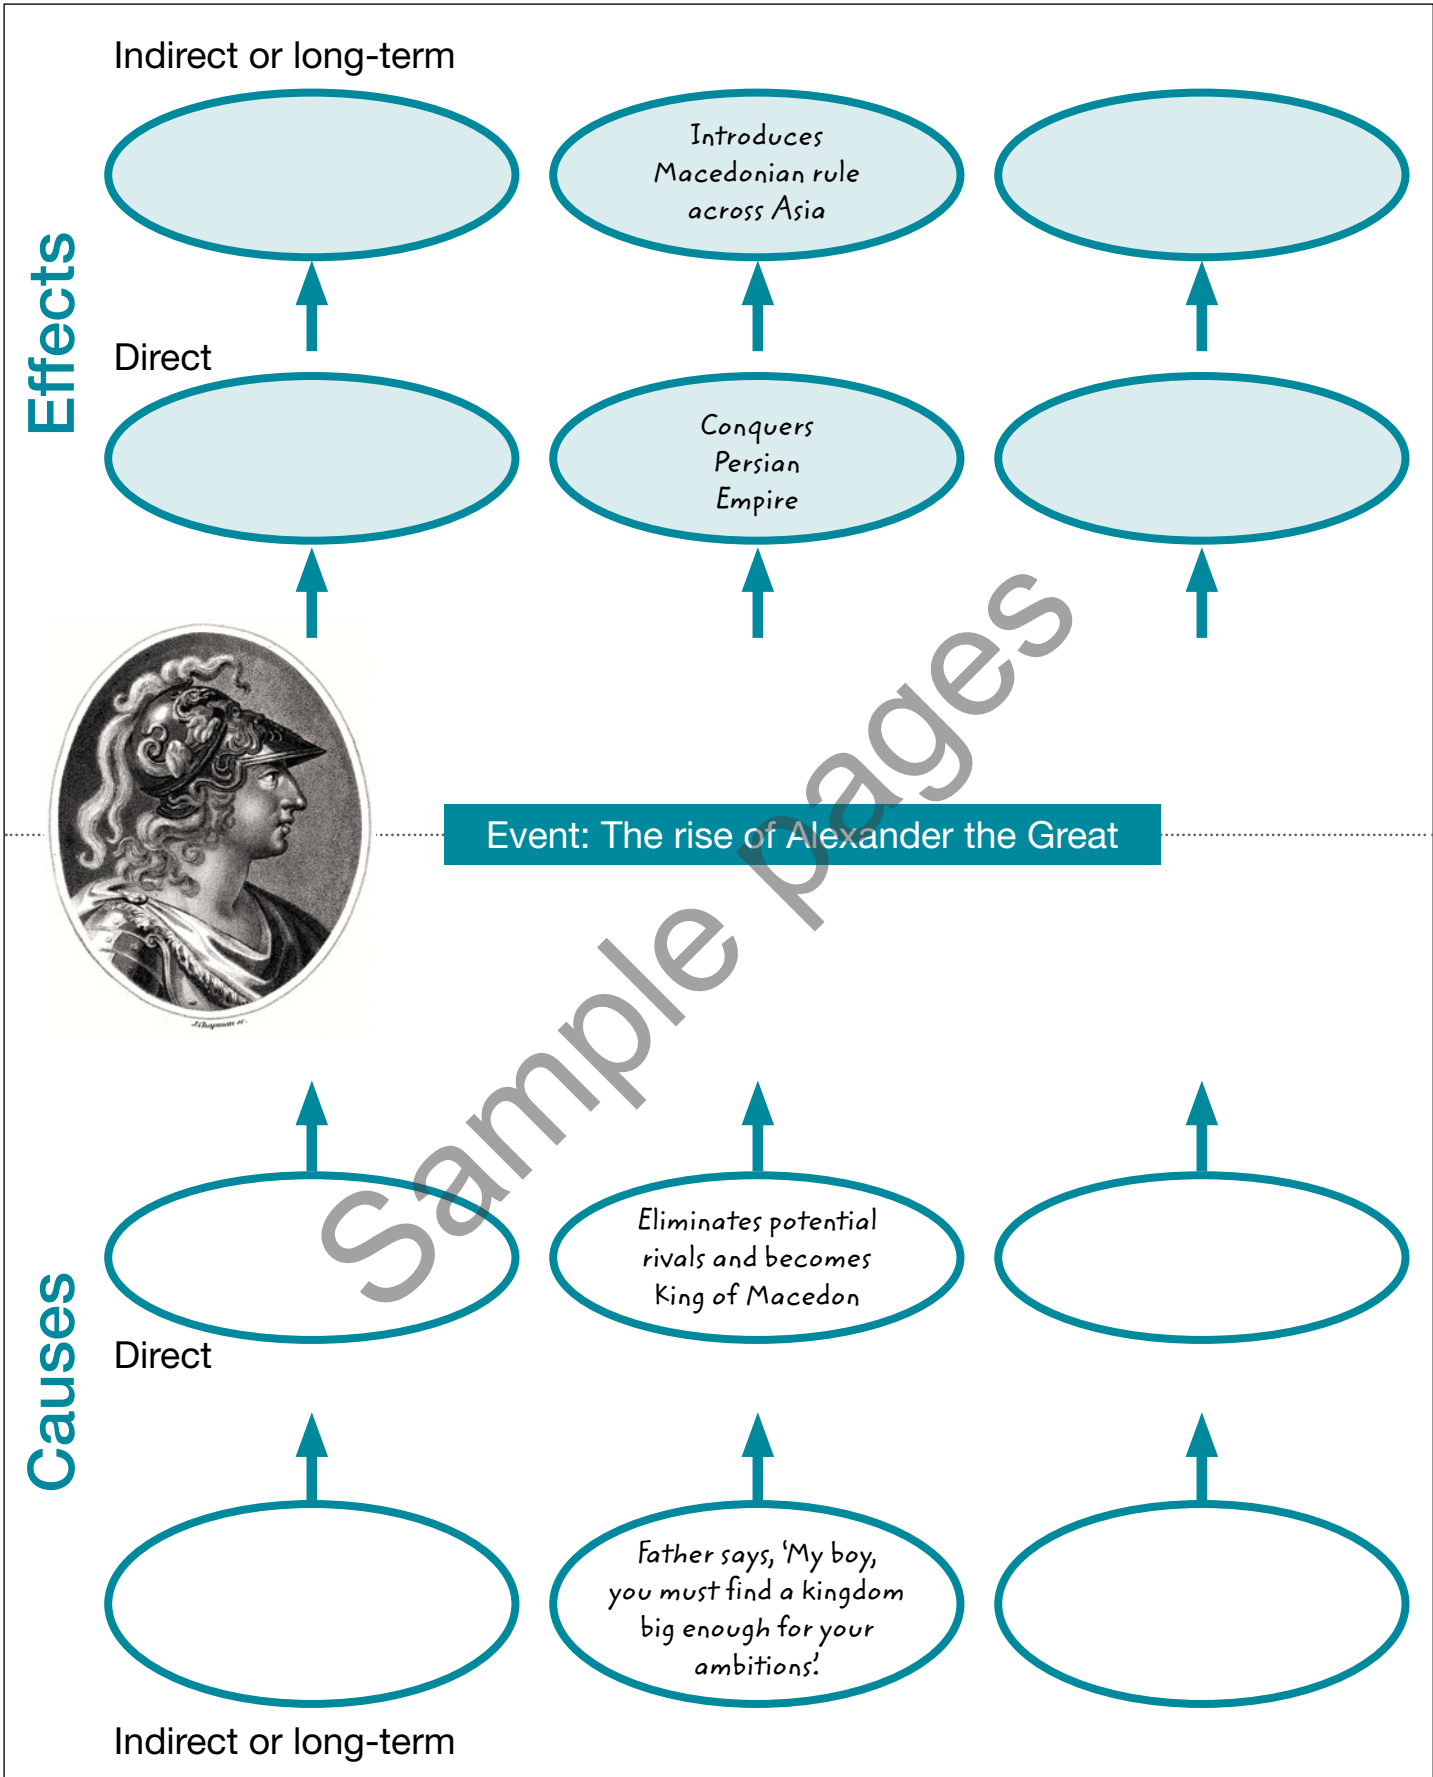 Indirect or long-term
Introduces
Macedonian rule
across Asia
Effects
Direct
Conquers
Persian
Empire
J. Chapman sc.
Event: The rise of Alexander the Great
Sample pages
Eliminates potential
rivals and becomes
King of Macedon
Causes
Direct
Father says, ‘My boy,
you must find a kingdom
big enough for your
ambitions’.
Indirect or long-term